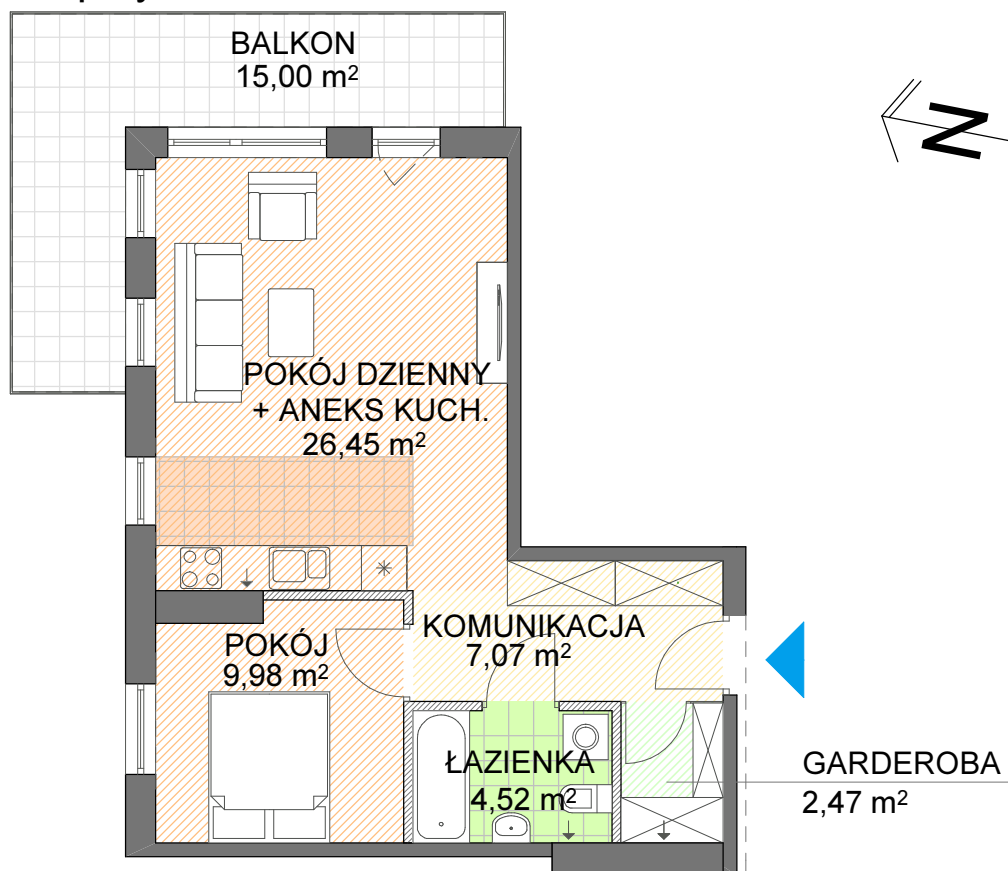 BALKON
15,00 m²
N
POKÓJ DZIENNY
+ ANEKS KUCH.
26,45 m²
KOMUNIKACJA
7,07 m²
POKÓJ
9,98 m²
ŁAZIENKA
4,52 m²
GARDEROBA
2,47 m²